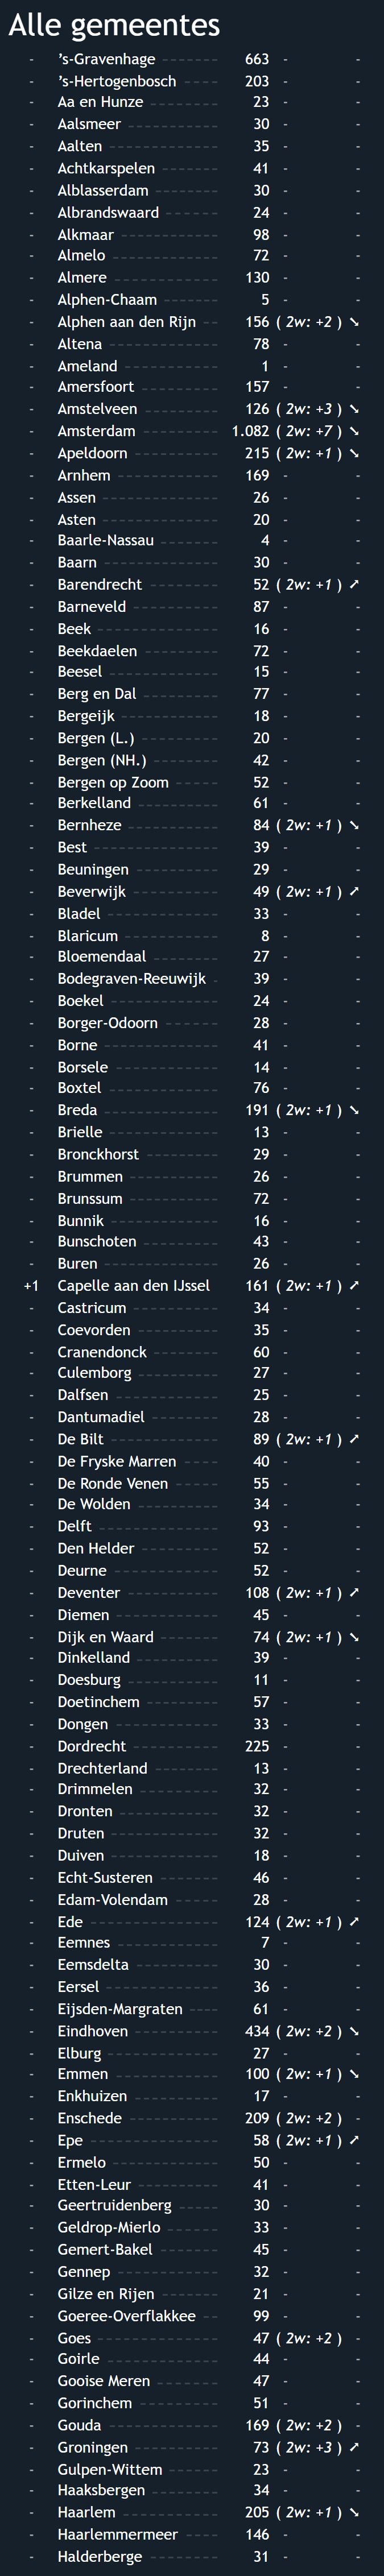 Alle gemeentes
- ’s-Gravenhage 663 - -
- ’s-Hertogenbosch 203 - -
- Aa en Hunze 23 - -
- Aalsmeer 30 - -
- Aalten 35 - -
- Achtkarspelen 41 - -
- Alblasserdam 30 - -
- Albrandswaard 24 - -
- Alkmaar 98 - -
- Almelo 72 - -
- Almere 130 - -
- Alphen-Chaam 5 - -
- Alphen aan den Rijn 156 ( 2w: +2 ) ➘
- Altena 78 - -
- Ameland 1 - -
- Amersfoort 157 - -
- Amstelveen 126 ( 2w: +3 ) ➘
- Amsterdam 1.082 ( 2w: +7 ) ➘
- Apeldoorn 215 ( 2w: +1 ) ➘
- Arnhem 169 - -
- Assen 26 - -
- Asten 20 - -
- Baarle-Nassau 4 - -
- Baarn 30 - -
- Barendrecht 52 ( 2w: +1 ) ➚
- Barneveld 87 - -
- Beek 16 - -
- Beekdaelen 72 - -
- Beesel 15 - -
- Berg en Dal 77 - -
- Bergeijk 18 - -
- Bergen (L.) 20 - -
- Bergen (NH.) 42 - -
- Bergen op Zoom 52 - -
- Berkelland 61 - -
- Bernheze 84 ( 2w: +1 ) ➘
- Best 39 - -
- Beuningen 29 - -
- Beverwijk 49 ( 2w: +1 ) ➚
- Bladel 33 - -
- Blaricum 8 - -
- Bloemendaal 27 - -
- Bodegraven-Reeuwijk 39 - -
- Boekel 24 - -
- Borger-Odoorn 28 - -
- Borne 41 - -
- Borsele 14 - -
- Boxtel 76 - -
- Breda 191 ( 2w: +1 ) ➘
- Brielle 13 - -
- Bronckhorst 29 - -
- Brummen 26 - -
- Brunssum 72 - -
- Bunnik 16 - -
- Bunschoten 43 - -
- Buren 26 - -
+1 Capelle aan den IJssel 161 ( 2w: +1 ) ➚
- Castricum 34 - -
- Coevorden 35 - -
- Cranendonck 60 - -
- Culemborg 27 - -
- Dalfsen 25 - -
- Dantumadiel 28 - -
- De Bilt 89 ( 2w: +1 ) ➚
- De Fryske Marren 40 - -
- De Ronde Venen 55 - -
- De Wolden 34 - -
- Delft 93 - -
- Den Helder 52 - -
- Deurne 52 - -
- Deventer 108 ( 2w: +1 ) ➚
- Diemen 45 - -
- Dijk en Waard 74 ( 2w: +1 ) ➘
- Dinkelland 39 - -
- Doesburg 11 - -
- Doetinchem 57 - -
- Dongen 33 - -
- Dordrecht 225 - -
- Drechterland 13 - -
- Drimmelen 32 - -
- Dronten 32 - -
- Druten 32 - -
- Duiven 18 - -
- Echt-Susteren 46 - -
- Edam-Volendam 28 - -
- Ede 124 ( 2w: +1 ) ➚
- Eemnes 7 - -
- Eemsdelta 30 - -
- Eersel 36 - -
- Eijsden-Margraten 61 - -
- Eindhoven 434 ( 2w: +2 ) ➘
- Elburg 27 - -
- Emmen 100 ( 2w: +1 ) ➘
- Enkhuizen 17 - -
- Enschede 209 ( 2w: +2 ) -
- Epe 58 ( 2w: +1 ) ➚
- Ermelo 50 - -
- Etten-Leur 41 - -
- Geertruidenberg 30 - -
- Geldrop-Mierlo 33 - -
- Gemert-Bakel 45 - -
- Gennep 32 - -
- Gilze en Rijen 21 - -
- Goeree-Overflakkee 99 - -
- Goes 47 ( 2w: +2 ) -
- Goirle 44 - -
- Gooise Meren 47 - -
- Gorinchem 51 - -
- Gouda 169 ( 2w: +2 ) -
- Groningen 73 ( 2w: +3 ) ➚
- Gulpen-Wittem 23 - -
- Haaksbergen 34 - -
- Haarlem 205 ( 2w: +1 ) ➘
- Haarlemmermeer 146 - -
- Halderberge 31 - -